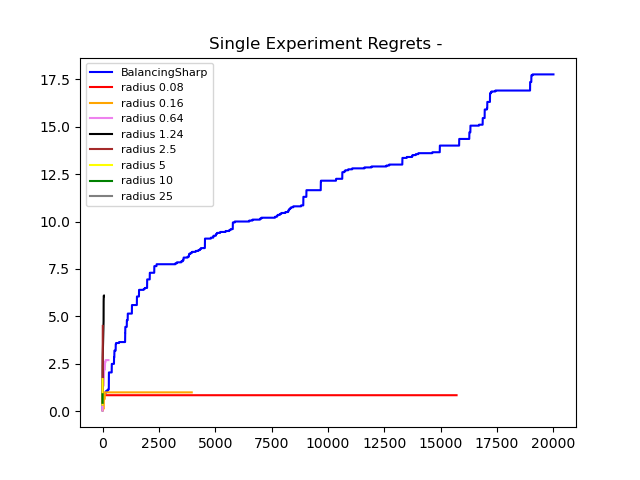 Single Experiment Regrets -
BalancingSharp
radius 0.08
radius 0.16
radius 0.64
radius 1.24
radius 2.5
radius 5
radius 10
radius 25
17.5
15.0
12.5
10.0
7.5
5.0
2.5
0.0
0 2500 5000 7500 10000 12500 15000 17500 20000